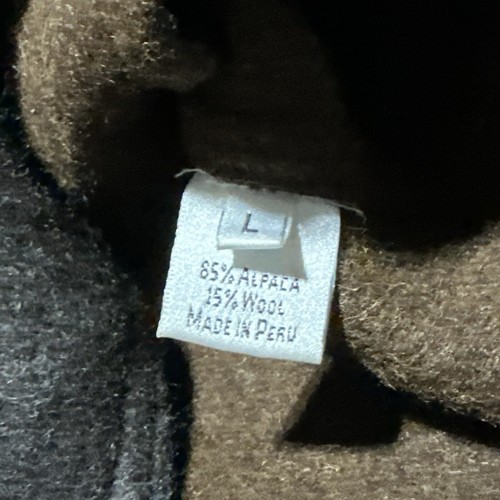 L
85% ALPACA
15% WOOL
MADE IN PERU